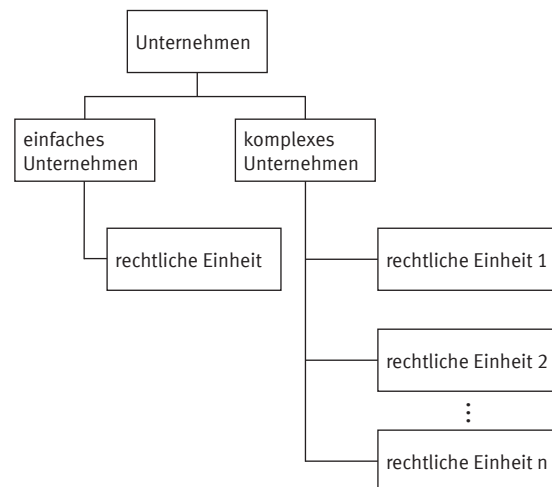 Unternehmen
einfaches
Unternehmen
komplexes
Unternehmen
rechtliche Einheit
rechtliche Einheit 1
rechtliche Einheit 2
⋮
rechtliche Einheit n